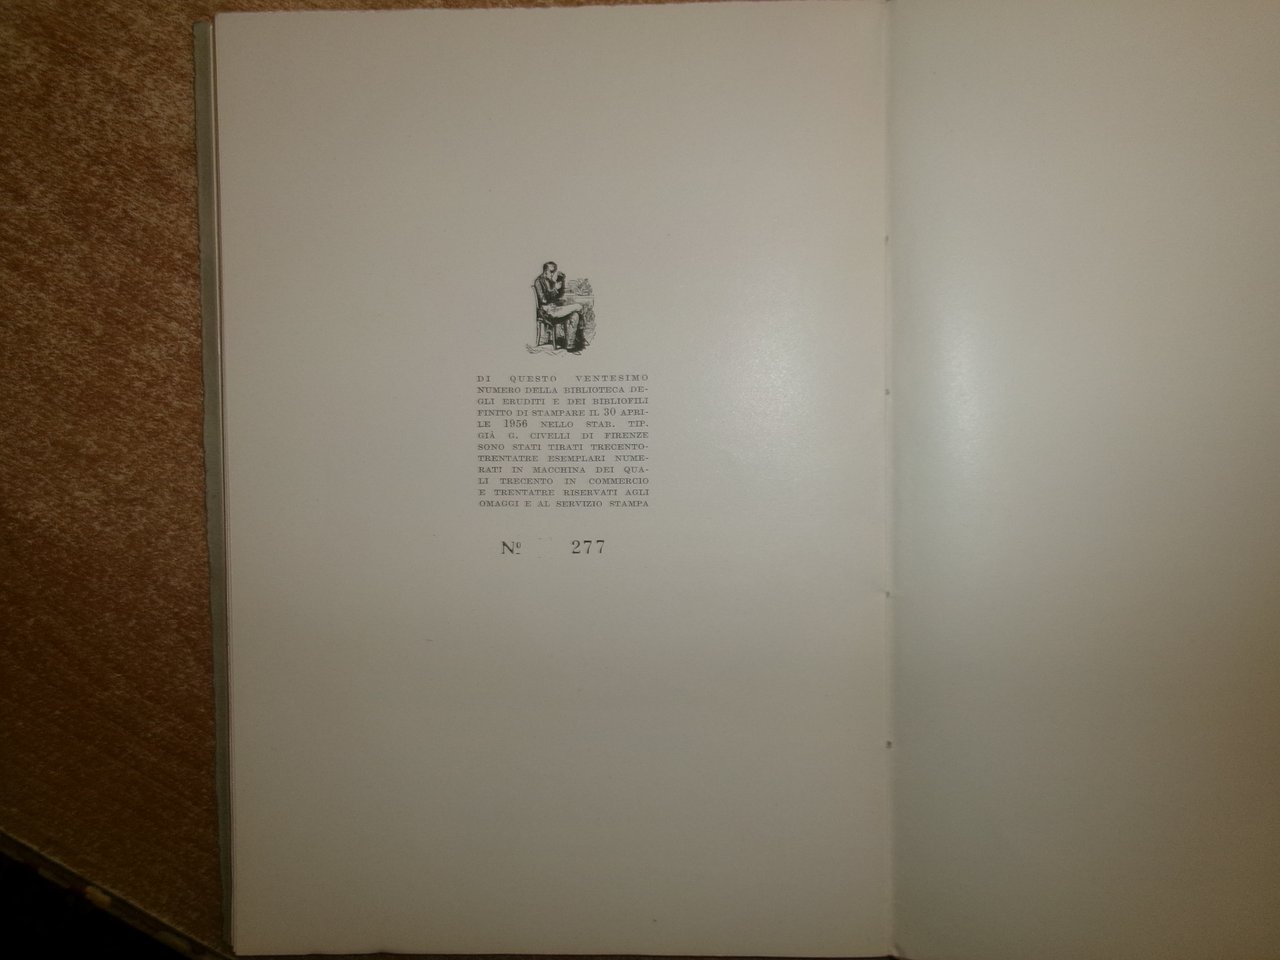 DI QUESTO VENTESIMO
NUMERO DELLA BIBLIOTECA DE-
GLI ERUDITI E DEI BIBLIOFILI
FINITO DI STAMPARE IL 30 APRI-
LE 1956 NELLO STAB. TIP.
GIÀ G. CIVELLI DI FIRENZE
SONO STATI TIRATI TRECENTO-
TRENTATRE ESEMPLARI NUME-
RATI IN MACCHINA DEI QUA-
LI TRECENTO IN COMMERCIO
E TRENTATRE RISERVATI AGLI
OMAGGI E AL SERVIZIO STAMPA
Nº 277